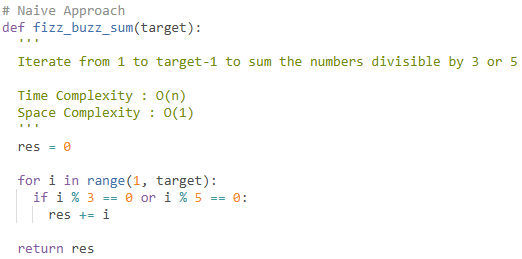 # Naive Approach
def fizz_buzz_sum(target):
  '''
  Iterate from 1 to target-1 to sum the numbers divisible by 3 or 5

  Time Complexity : O(n)
  Space Complexity : O(1)
  '''
  res = 0

  for i in range(1, target):
    if i % 3 == 0 or i % 5 == 0:
      res += i

  return res